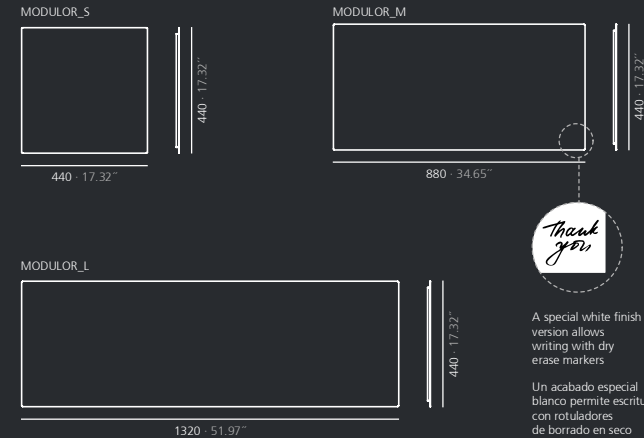 MODULOR_S
MODULOR_M
440 · 17.32˝
440 · 17.32˝
440 · 17.32˝
880 · 34.65˝
Thank
you
MODULOR_L
440 · 17.32˝
1320 · 51.97˝
A special white finish
version allows
writing with dry
erase markers
Un acabado especial
blanco permite escritu
con rotuladores
de borrado en seco